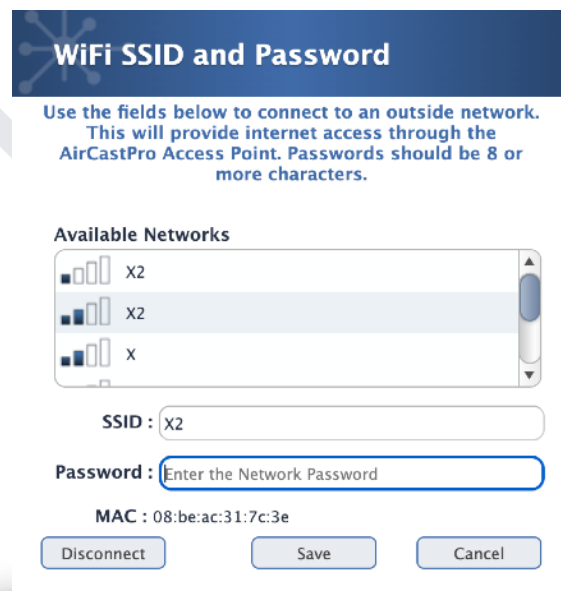 WiFi SSID and Password
Use the fields below to connect to an outside network.
This will provide internet access through the
AirCastPro Access Point. Passwords should be 8 or
more characters.
Available Networks
X2
X2
X
SSID : X2
Password : Enter the Network Password
MAC : 08:be:ac:31:7c:3e
Disconnect Save Cancel